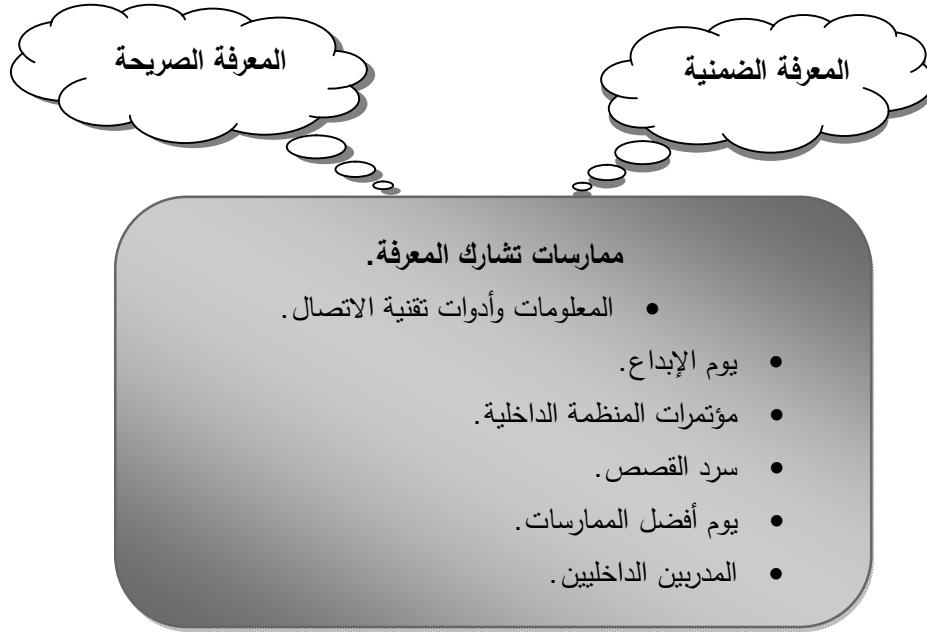 المعرفة الضمنية
المعرفة الصريحة
ممارسات تشارك المعرفة.
• المعلومات وأدوات تقنية الاتصال.
• يوم الإبداع.
• مؤتمرات المنظمة الداخلية.
• سرد القصص.
• يوم أفضل الممارسات.
• المدربين الداخليين.